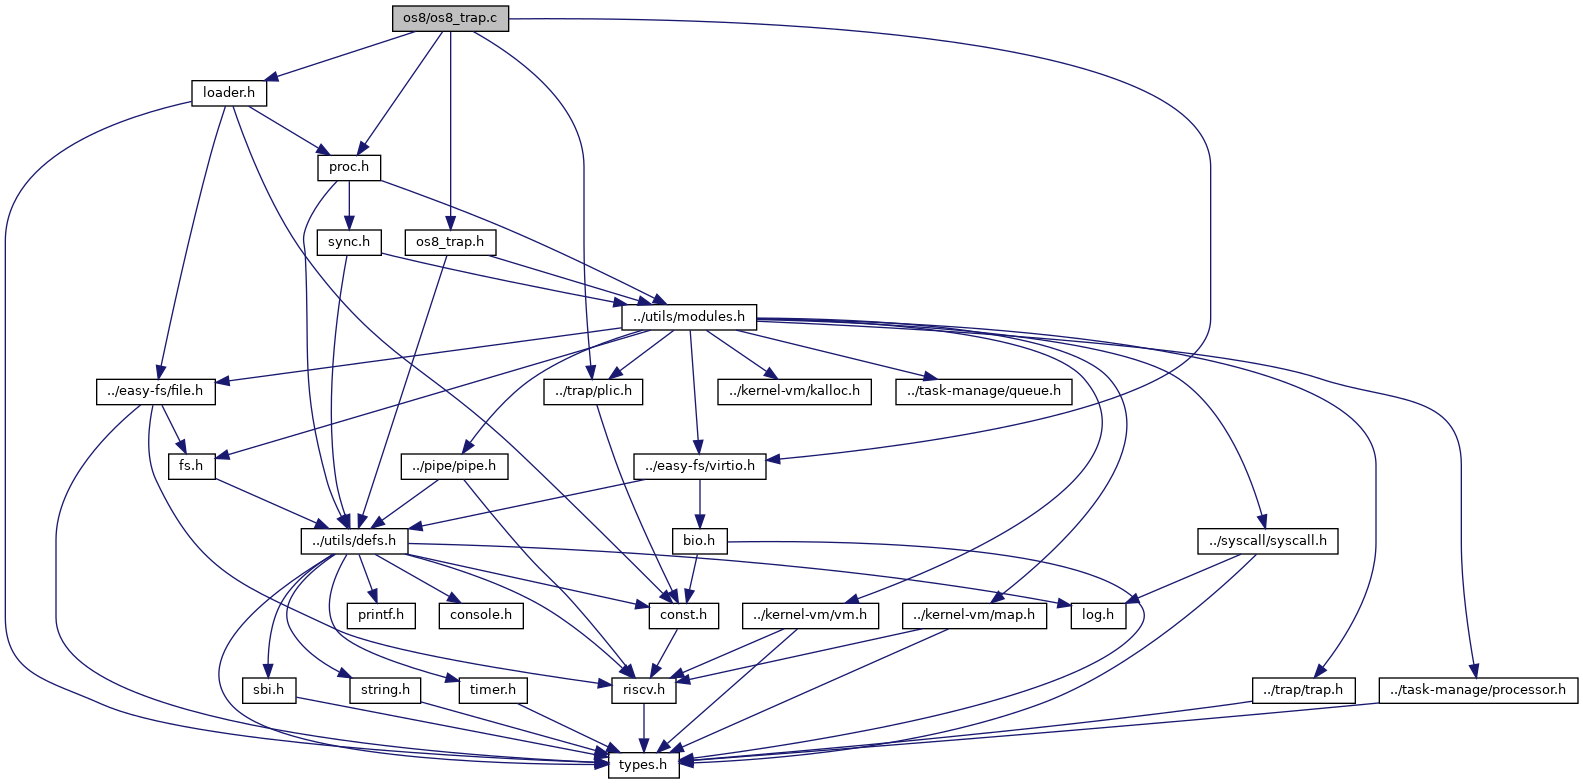 os8/os8_trap.c
loader.h
proc.h
sync.h
os8_trap.h
../utils/modules.h
../easy-fs/file.h
../trap/plic.h
../kernel-vm/kalloc.h
../task-manage/queue.h
fs.h
../pipe/pipe.h
../easy-fs/virtio.h
../utils/defs.h
bio.h
../syscall/syscall.h
printf.h
console.h
const.h
../kernel-vm/vm.h
../kernel-vm/map.h
log.h
sbi.h
string.h
timer.h
riscv.h
../trap/trap.h
../task-manage/processor.h
types.h